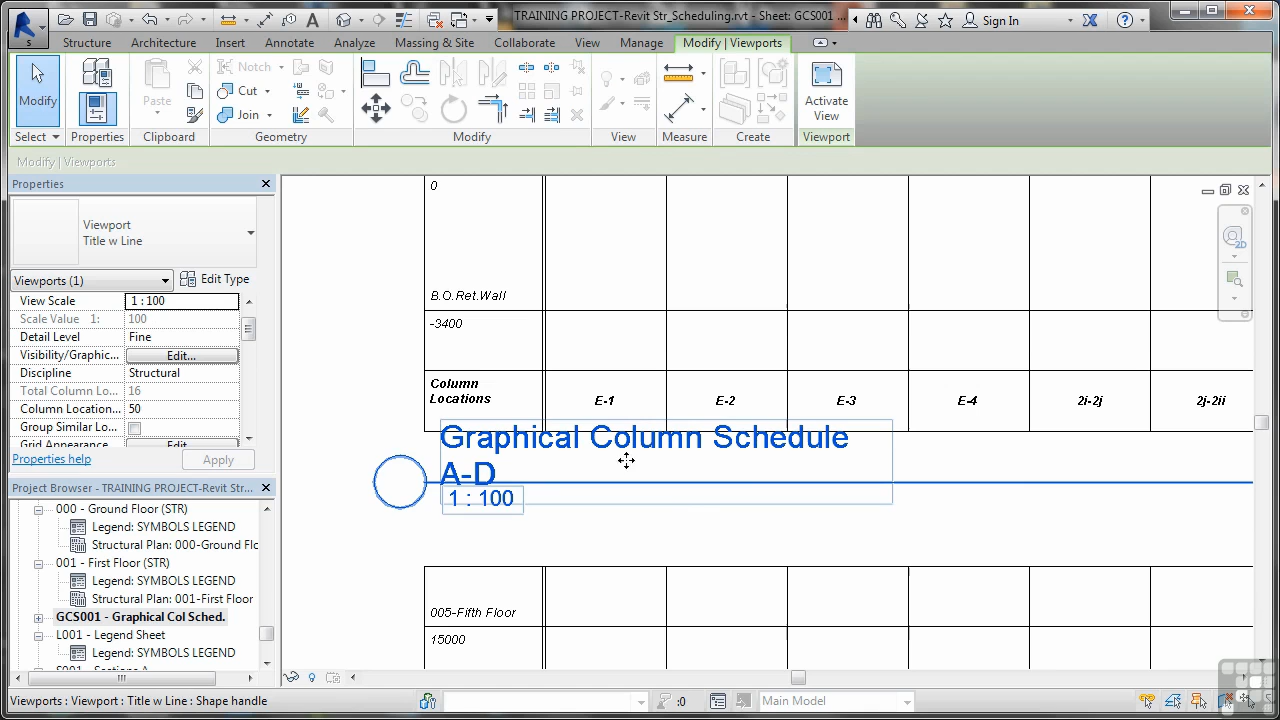 TRAINING PROJECT-Revit Str_Scheduling.rvt - Sheet: GCS001 ...
Sign In
S
Structure Architecture Insert Annotate Analyze Massing & Site Collaborate View Manage Modify | Viewports
Modify
Paste
Notch
Cut
Join
Activate
View
Select Properties Clipboard Geometry Modify View Measure Create Viewport
Modify | Viewports
Properties
Viewport
Title w Line
Viewports (1)
Edit Type
View Scale 1 : 100
Scale Value 1: 100
Detail Level Fine
Visibility/Graphic... Edit...
Discipline Structural
Total Column Lo... 16
Column Location... 50
Group Similar Lo...
Grid Appearance Edit...
Properties help
Apply
Project Browser - TRAINING PROJECT-Revit Str...
000 - Ground Floor (STR)
Legend: SYMBOLS LEGEND
Structural Plan: 000-Ground Flo
001 - First Floor (STR)
Legend: SYMBOLS LEGEND
Structural Plan: 001-First Floor
GCS001 - Graphical Col Sched.
L001 - Legend Sheet
Legend: SYMBOLS LEGEND
S001 - Sections A
0
B.O.Ret.Wall
-3400
Column
Locations
E-1 E-2 E-3 E-4 2i-2j 2j-2ii
Graphical Column Schedule
A-D
1 : 100
005-Fifth Floor
15000
2D
Viewports : Viewport : Title w Line : Shape handle
:0
Main Model